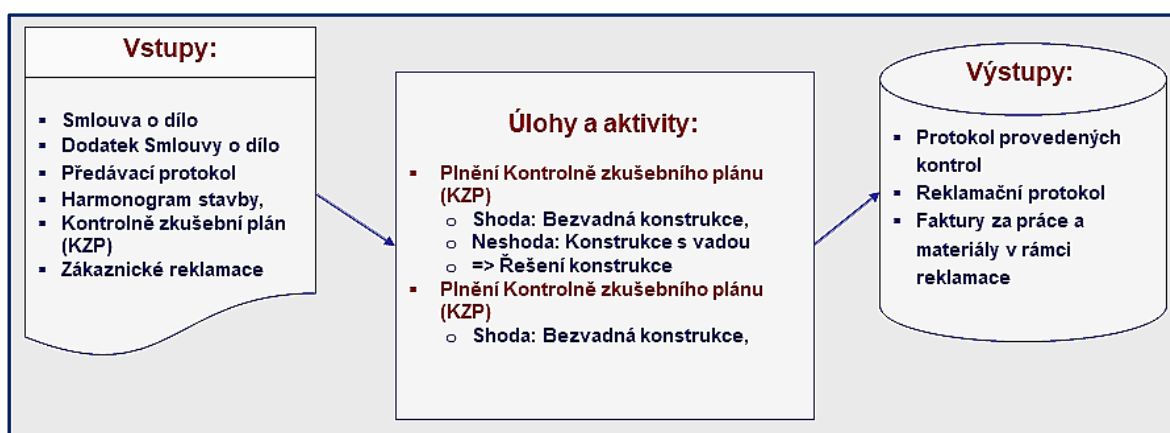 Vstupy:
▪ Smlouva o dílo
▪ Dodatek Smlouvy o dílo
▪ Předávací protokol
▪ Harmonogram stavby,
▪ Kontrolně zkušební plán
(KZP)
▪ Zákaznické reklamace
Úlohy a aktivity:
▪ Plnění Kontrolně zkušebního plánu
(KZP)
o Shoda: Bezvadná konstrukce,
o Neshoda: Konstrukce s vadou
o => Řešení konstrukce
▪ Plnění Kontrolně zkušebního plánu
(KZP)
o Shoda: Bezvadná konstrukce,
Výstupy:
▪ Protokol provedených
kontrol
▪ Reklamační protokol
▪ Faktury za práce a
materiály v rámci
reklamace